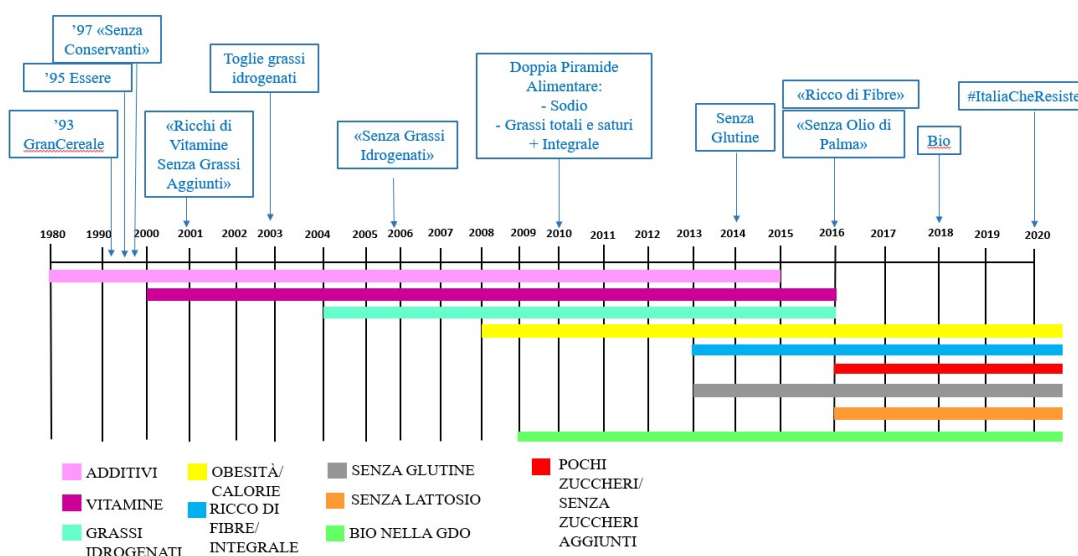 ’97 «Senza
Conservanti»
’95 Essere
’93
GranCereale
«Ricchi di
Vitamine
Senza Grassi
Aggiunti»
Toglie grassi
idrogenati
«Senza Grassi
Idrogenati»
Doppia Piramide
Alimentare:
- Sodio
- Grassi totali e saturi
+ Integrale
Senza
Glutine
«Ricco di Fibre»
«Senza Olio di
Palma»
Bio
#ItaliaCheResiste
1980 1990 2000 2001 2002 2003 2004 2005 2006 2007 2008 2009 2010 2011 2012 2013 2014 2015 2016 2017 2018 2019 2020
ADDITIVI
VITAMINE
GRASSI
IDROGENATI
OBESITÀ/
CALORIE
RICCO DI
FIBRE/
INTEGRALE
SENZA GLUTINE
SENZA LATTOSIO
BIO NELLA GDO
POCHI
ZUCCHERI/
SENZA
ZUCCHERI
AGGIUNTI